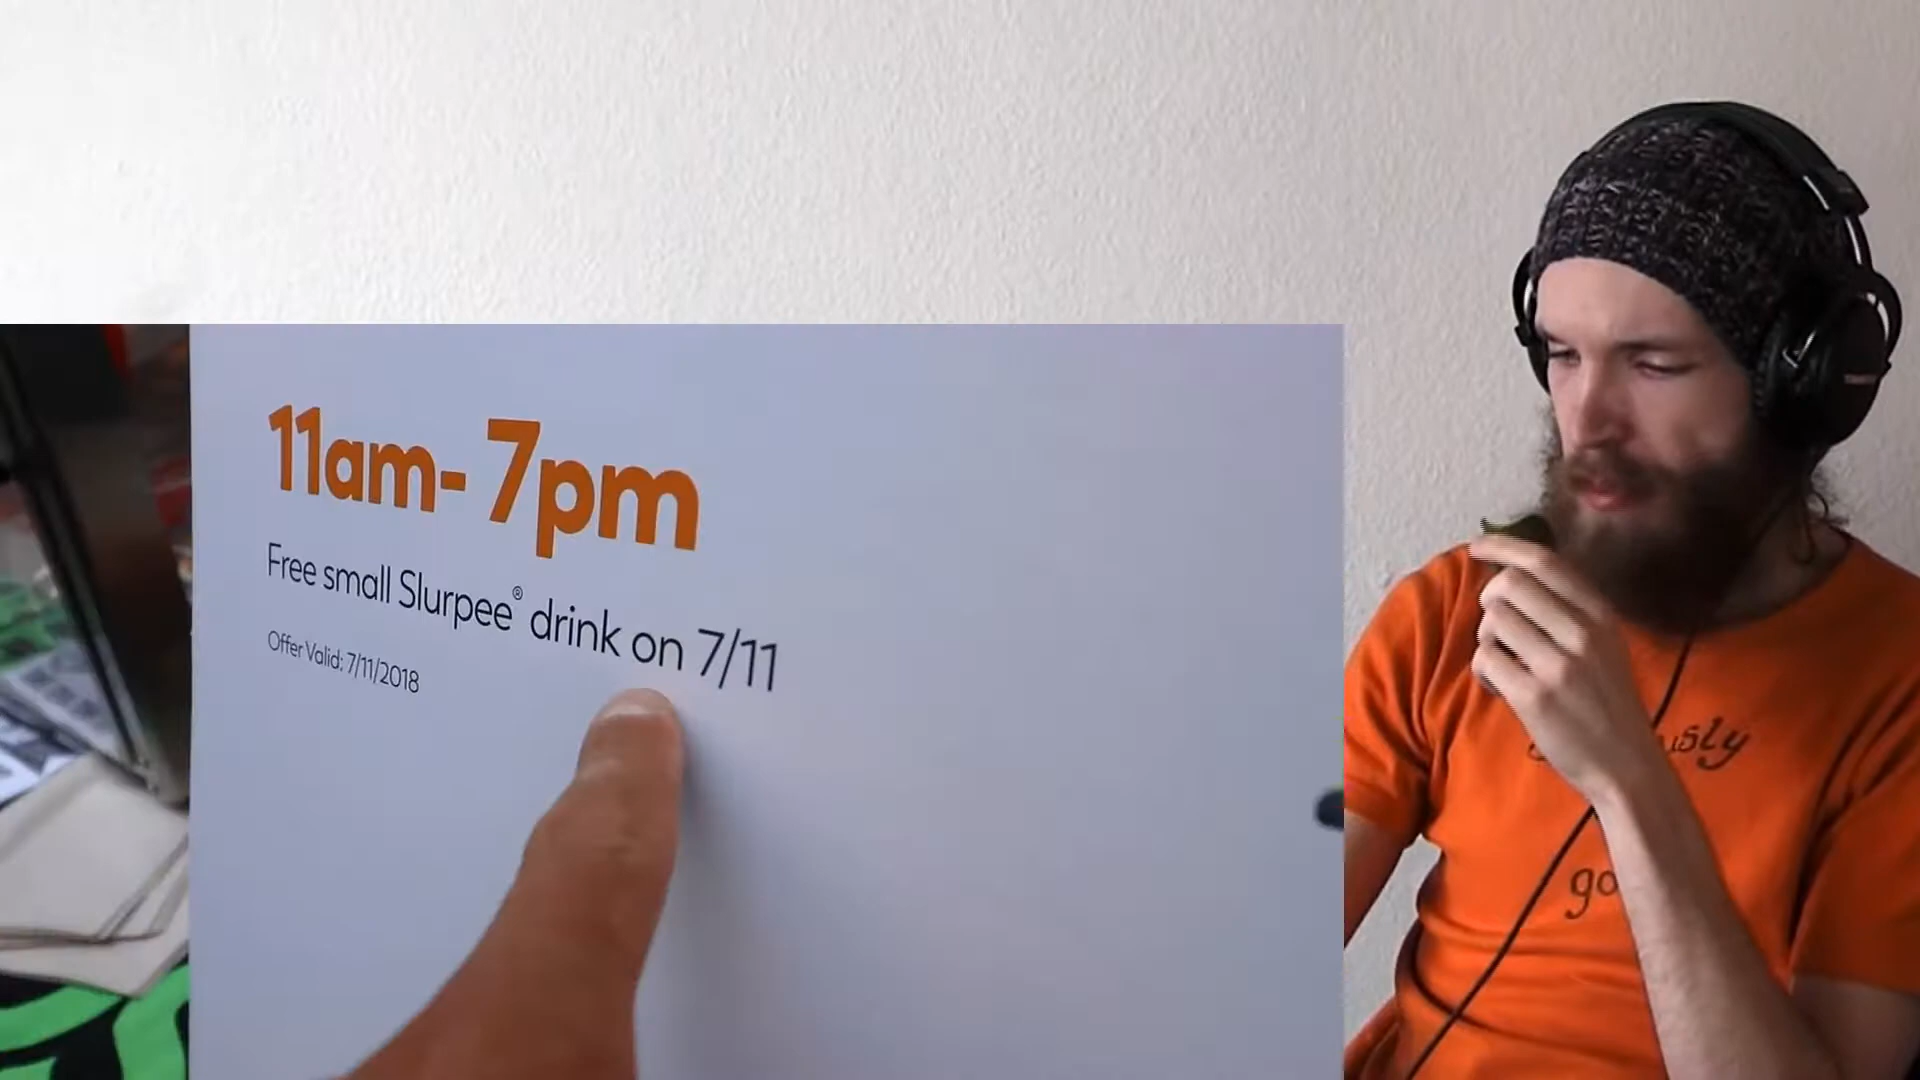 11am- 7pm
Free small Slurpee® drink on 7/11
Offer Valid: 7/11/2018